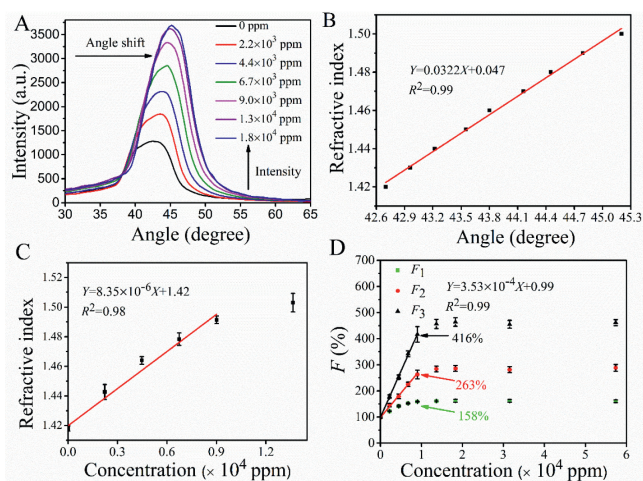 A
Angle shift
0 ppm
2.2×10³ ppm
4.4×10³ ppm
6.7×10³ ppm
9.0×10³ ppm
1.3×10⁴ ppm
1.8×10⁴ ppm
Intensity
Intensity (a.u.)
3500
3000
2500
2000
1500
1000
500
0
30 35 40 45 50 55 60 65
Angle (degree)
B
Y=0.0322X+0.047
R²=0.99
Refractive index
1.50
1.48
1.46
1.44
1.42
42.6 42.9 43.2 43.5 43.8 44.1 44.4 44.7 45.0 45.3
Angle (degree)
C
Y=8.35×10⁻⁶X+1.42
R²=0.98
Refractive index
1.52
1.50
1.48
1.46
1.44
1.42
0.0 0.3 0.6 0.9 1.2
Concentration (× 10⁴ ppm)
D
F₁
F₂
F₃
Y=3.53×10⁻⁴X+0.99
R²=0.99
416%
263%
158%
F (%)
700
600
500
400
300
200
100
0
0 1 2 3 4 5 6
Concentration (× 10⁴ ppm)